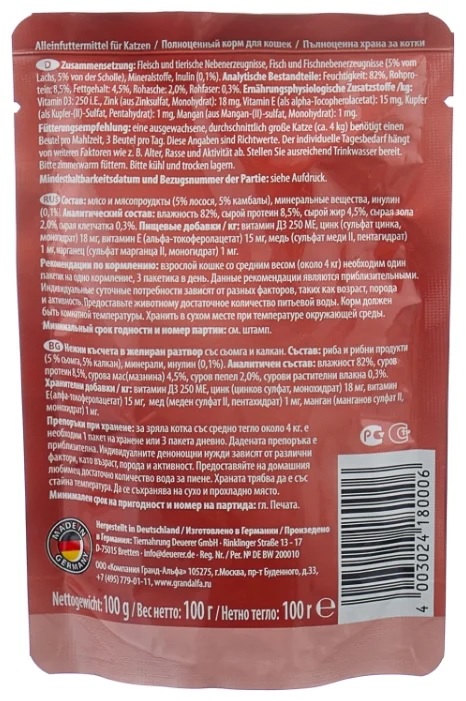 Alleinfuttermittel für Katzen / Полноценный корм для кошек / Пълноценна храна за котки
D Zusammensetzung: Fleisch und tierische Nebenerzeugnisse, Fisch und Fischnebenerzeugnisse (5% vom
Lachs, 5% von der Scholle), Mineralstoffe, Inulin (0,1%). Analytische Bestandteile: Feuchtigkeit: 82%, Rohpro-
tein: 8,5%, Fettgehalt: 4,5%, Rohasche: 2,0%, Rohfaser: 0,3%. Ernährungsphysiologische Zusatzstoffe /kg:
Vitamin D3: 250 I.E., Zink (aus Zinksulfat, Monohydrat): 18 mg, Vitamin E (als alpha-Tocopherolacetat): 15 mg, Kupfer
(als Kupfer-(II)-Sulfat, Pentahydrat): 1 mg, Mangan (aus Mangan-(II)-sulfat, Monohydrat): 1 mg.
Fütterungsempfehlung: eine ausgewachsene, durchschnittlich große Katze (ca. 4 kg) benötigt einen
Beutel pro Mahlzeit, 3 Beutel pro Tag. Diese Angaben sind Richtwerte. Der individuelle Tagesbedarf hängt
von weiteren Faktoren wie z. B. Alter, Rasse und Aktivität ab. Stellen Sie ausreichend Trinkwasser bereit.
Bitte zimmerwarm füttern. Bitte kühl und trocken lagern.
Mindesthaltbarkeitsdatum und Bezugsnummer der Partie: siehe Aufdruck.
RUS Состав: мясо и мясопродукты (5% лосося, 5% камбалы), минеральные вещества, инулин
(0,1%). Аналитический состав: влажность 82%, сырой протеин 8,5%, сырой жир 4,5%, сырая зола
2,0%, сырая клетчатка 0,3%. Пищевые добавки / кг: витамин Д3 250 МЕ, цинк (сульфат цинка,
моногидрат) 18 мг, витамин Е (альфа-токоферолацетат) 15 мг, медь (сульфат меди II, пентагидрат)
1 мг, марганец (сульфат марганца II, моногидрат) 1 мг.
Рекомендации по кормлению: взрослой кошке со средним весом (около 4 кг) необходим один
пакетик на одно кормление, 3 пакетика в день. Данные рекомендации являются приблизительными.
Индивидуальные суточные потребности зависят от разных факторов, таких как возраст, порода
и активность. Предоставьте животному достаточное количество питьевой воды. Корм должен
быть комнатной температуры. Хранить в сухом месте при температуре окружающей среды.
Минимальный срок годности и номер партии: см. штамп.
BG Нежни късчета в желиран разтвор със сьомга и калкан. Състав: риба и рибни продукти
(5 % сьомга, 5% калкан), минерали, инулин (0,1%). Аналитичен състав: влажност 82%, суров
протеин 8,5%, сурова мас(мазнина) 4,5%, суров пепел 2,0%, сурови растителни влакна 0,3%.
Хранителни добавки / кг: витамин Д3 250 МЕ, цинк (цинков сулфат, монохидрат) 18 мг, витамин
Е(алфа-токоферолацетат) 15 мг, мед (меден сулфат II, пентахидрат) 1 мг, манган (манганов сулфат II,
монохидрат) 1 мг.
Препоръки при хранене: за зряла котка със средно тегло около 4 кг. е
необходим 1 пакет на хранене или 3 пакета дневно. Дадената препоръка е
приблизителна. Индивидуалните денонощни нужди зависят от различни
фактори, като възраст, порода и активност. Предоставяйте на домашния
любимец достатъчно количество вода за пиене. Храната трябва да е със
стайна температура. Да се съхранява на сухо и прохладно място.
Минимален срок на пригодност и номер на партида: гл. Печата.
MADE IN
GERMANY
Hergestellt in Deutschland / Изготовлено в Германии / Произведено
в Германия: Tiernahrung Deuerer GmbH - Rinklinger Straße 13 - 17
D-75015 Bretten - info@deuerer.de - Reg. Nr. / Per. Nr. DE BW 200010
ООО «Компания "Гранд-Альфа» 105275, г.Москва, пр-т Буденного, д.33,
+7 (495) 779-01-11, www.grandalfa.ru
Nettogewicht: 100 g / Вес нетто: 100 г / Нетно тегло: 100 г e
4 003024 180006